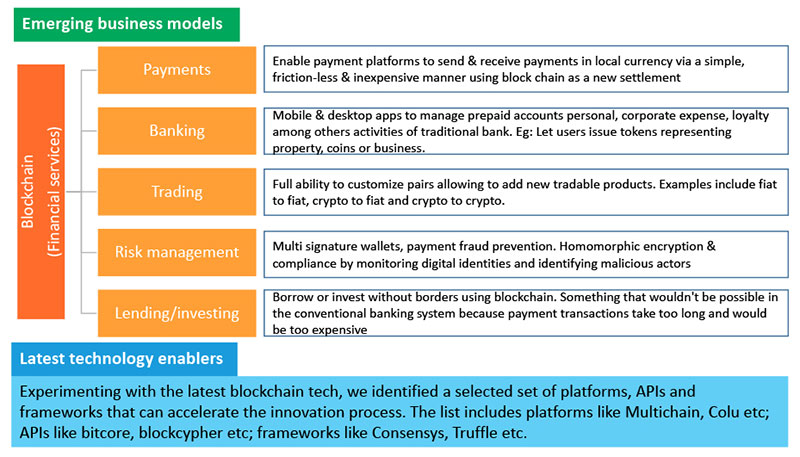 Emerging business models
Blockchain
(Financial services)
Payments
Enable payment platforms to send & receive payments in local currency via a simple,
friction-less & inexpensive manner using block chain as a new settlement
Banking
Mobile & desktop apps to manage prepaid accounts personal, corporate expense, loyalty
among others activities of traditional bank. Eg: Let users issue tokens representing
property, coins or business.
Trading
Full ability to customize pairs allowing to add new tradable products. Examples include fiat
to fiat, crypto to fiat and crypto to crypto.
Risk management
Multi signature wallets, payment fraud prevention. Homomorphic encryption &
compliance by monitoring digital identities and identifying malicious actors
Lending/investing
Borrow or invest without borders using blockchain. Something that wouldn't be possible in
the conventional banking system because payment transactions take too long and would
be too expensive
Latest technology enablers
Experimenting with the latest blockchain tech, we identified a selected set of platforms, APIs and
frameworks that can accelerate the innovation process. The list includes platforms like Multichain, Colu etc;
APIs like bitcore, blockcypher etc; frameworks like Consensys, Truffle etc.